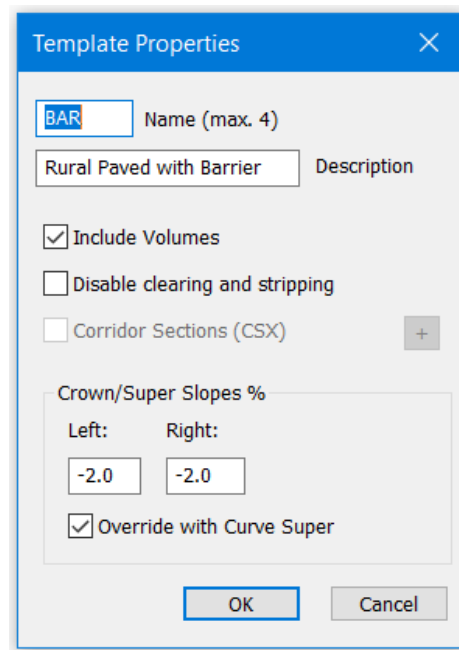 Template Properties
BAR Name (max. 4)
Rural Paved with Barrier Description
Include Volumes
Disable clearing and stripping
Corridor Sections (CSX) +
Crown/Super Slopes %
Left: Right:
-2.0 -2.0
Override with Curve Super
OK Cancel